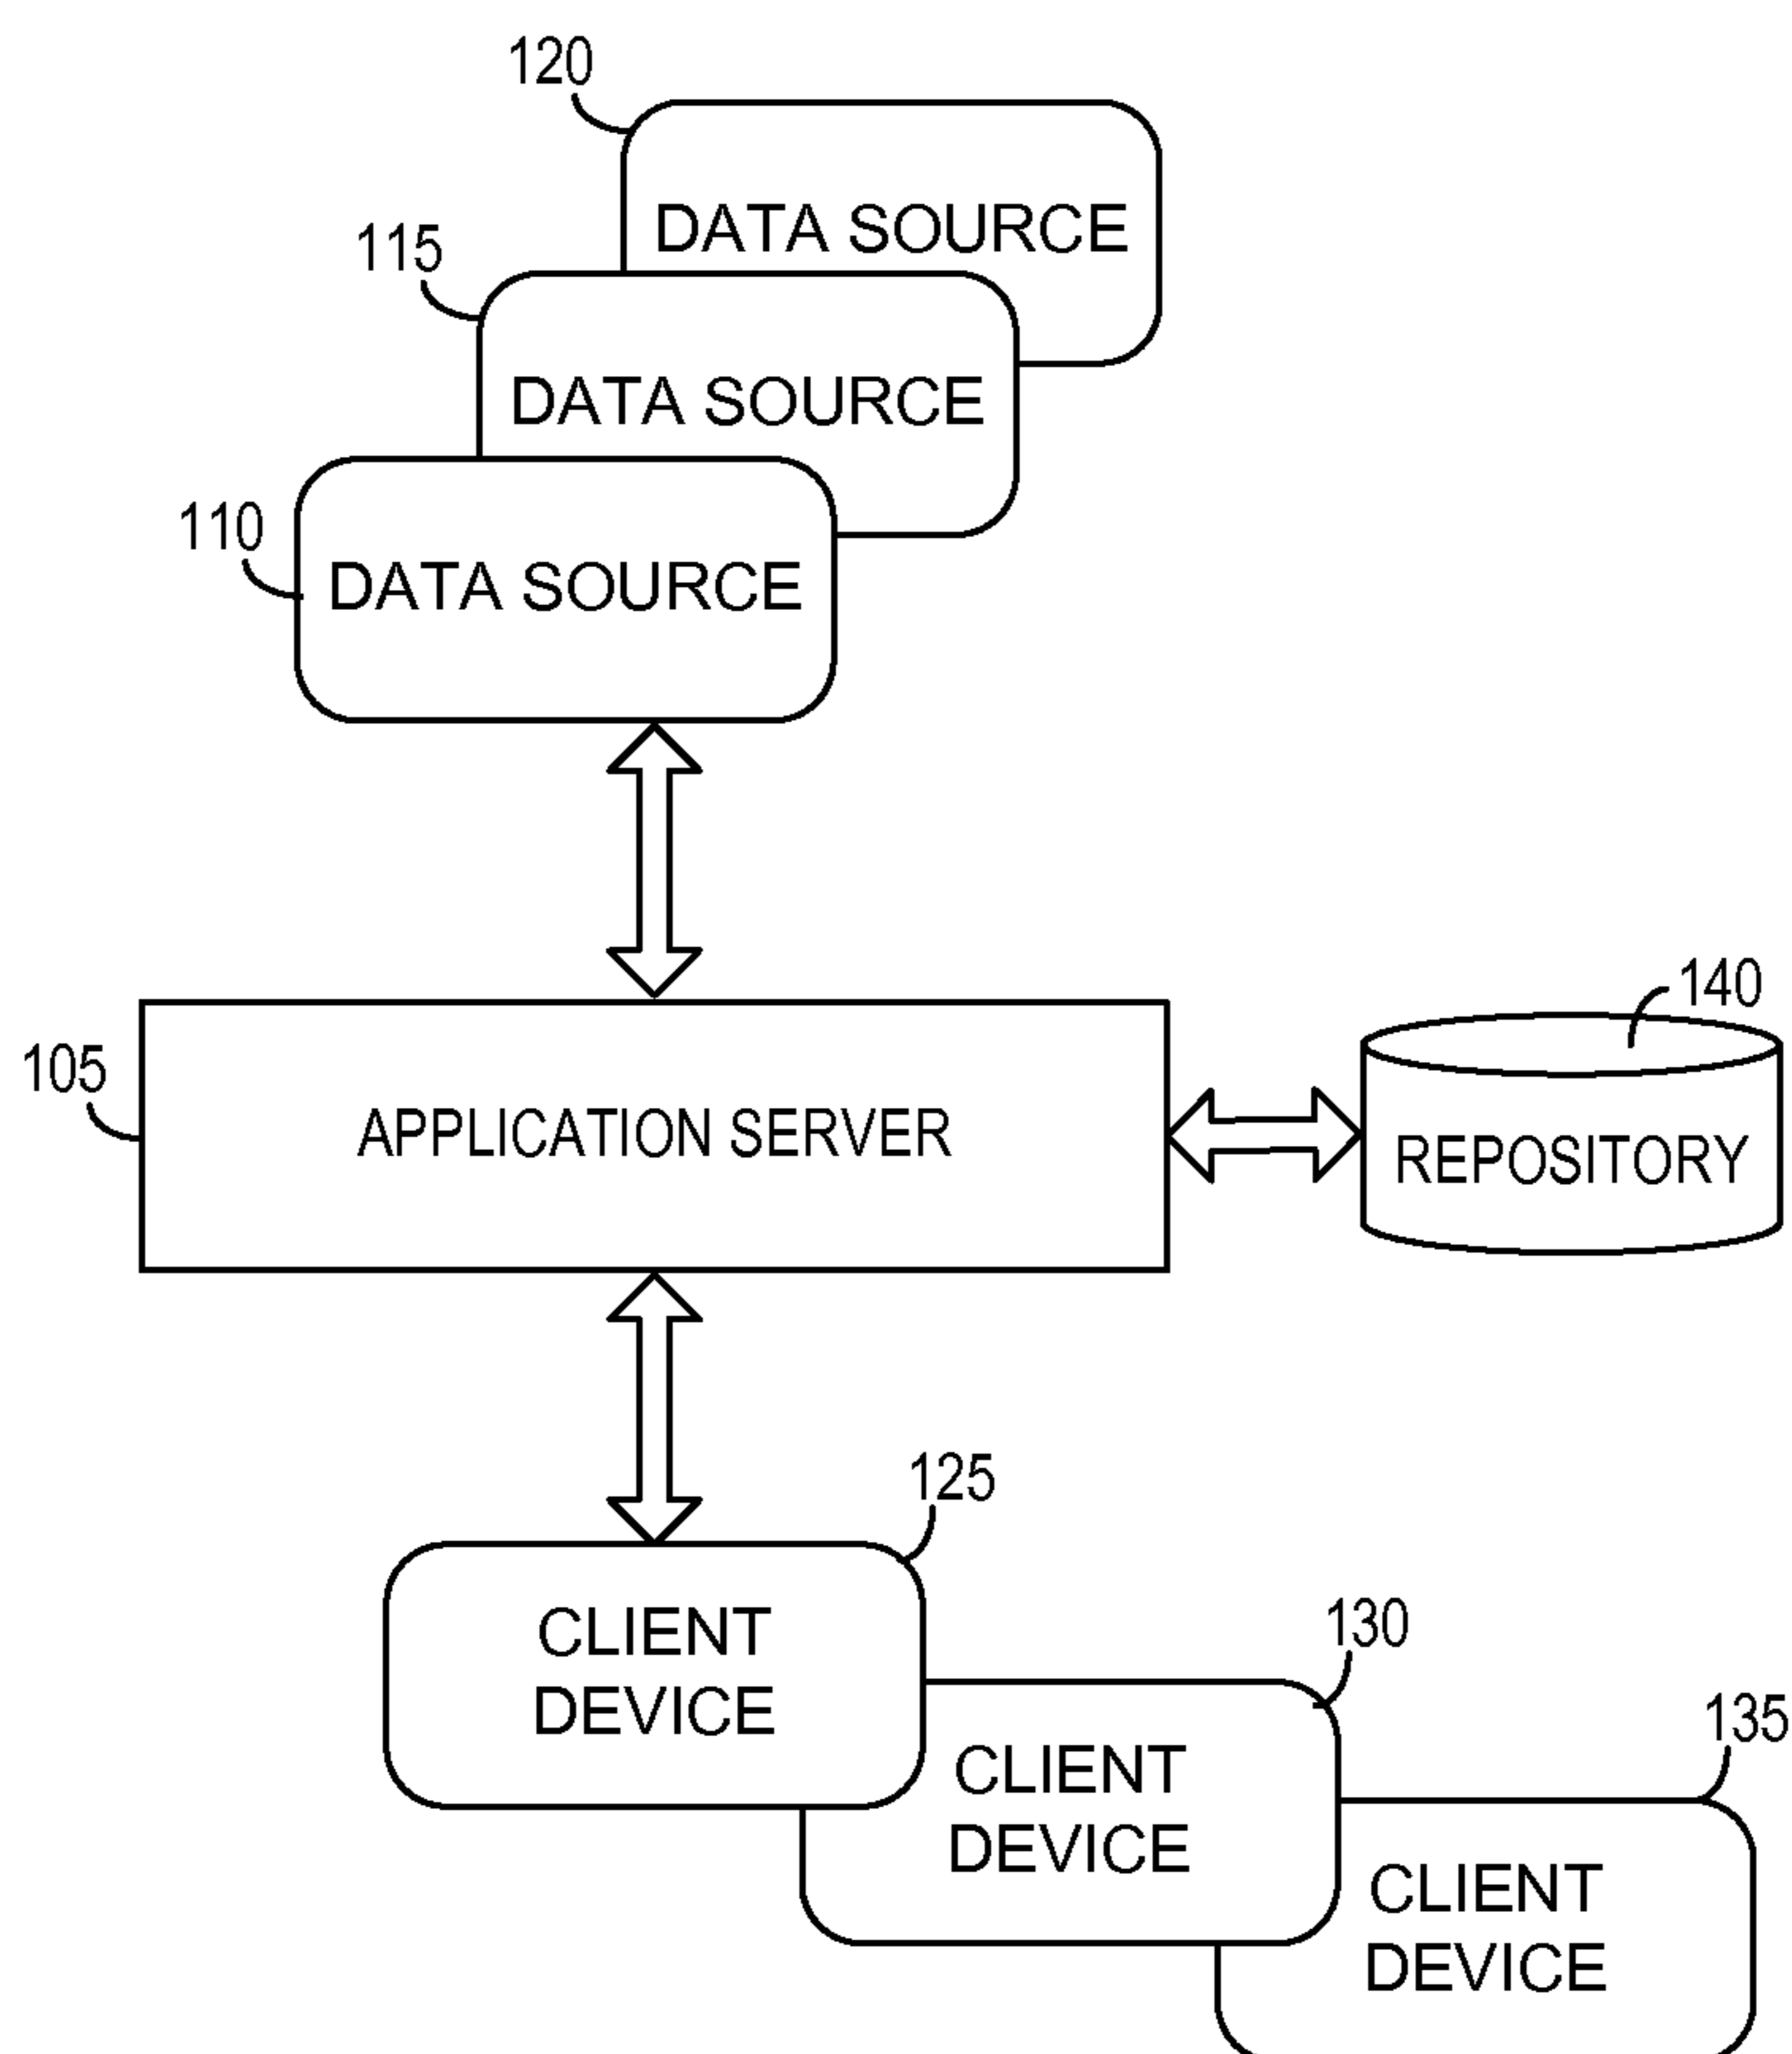 120
DATA SOURCE
115
DATA SOURCE
110
DATA SOURCE
140
105
APPLICATION SERVER
REPOSITORY
125
CLIENT
DEVICE
130
CLIENT
DEVICE
135
CLIENT
DEVICE